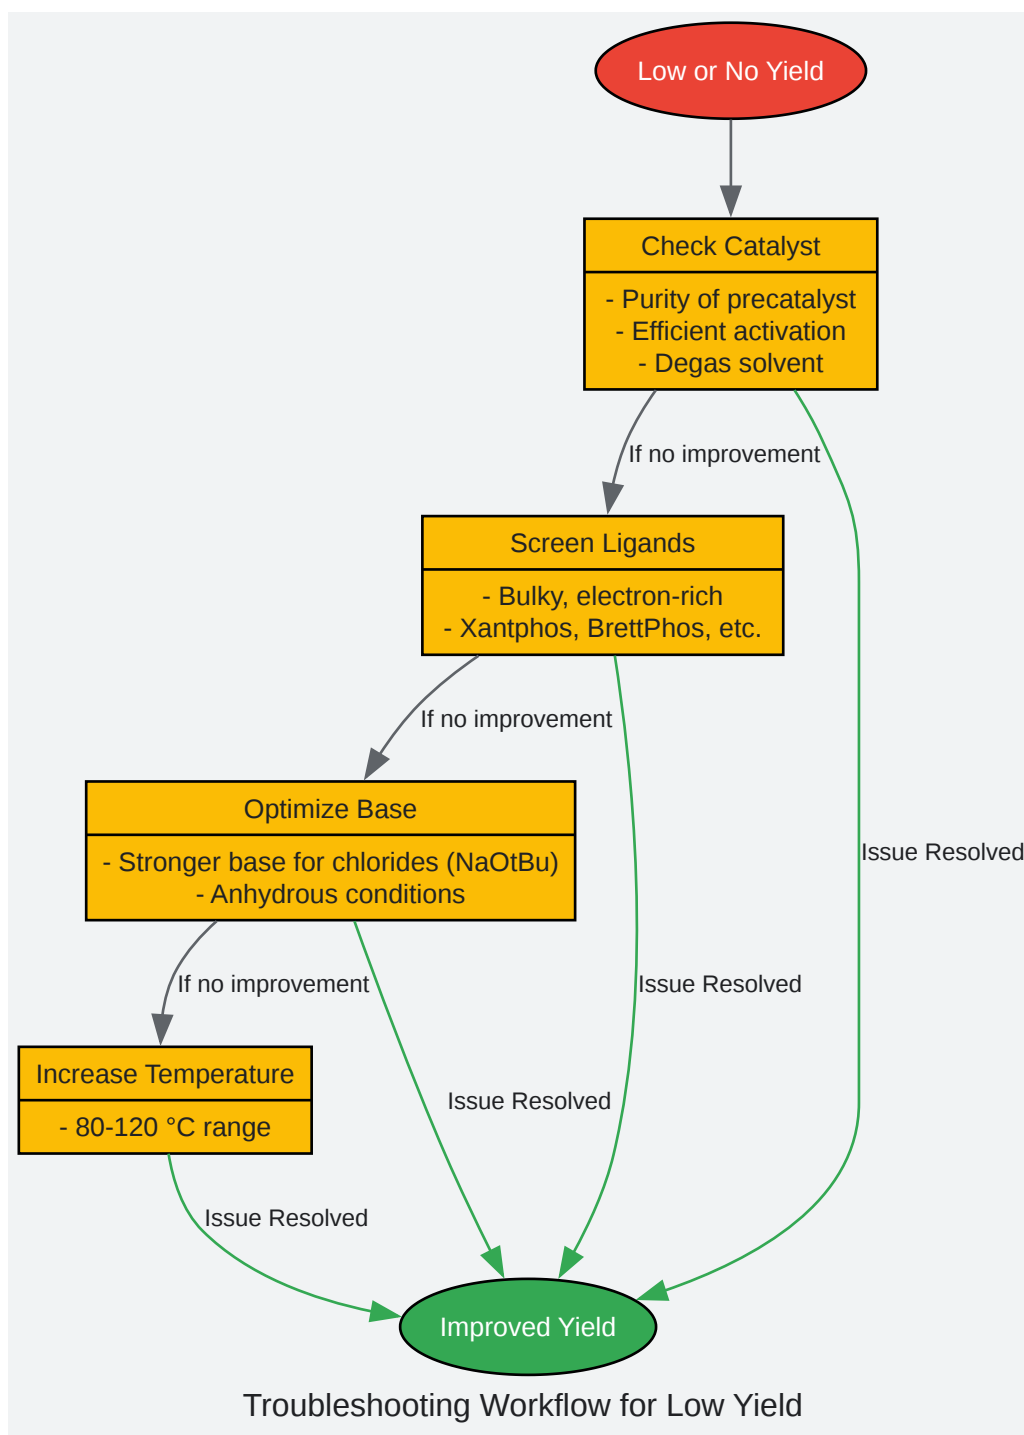 Low or No Yield
Check Catalyst
- Purity of precatalyst
- Efficient activation
- Degas solvent
If no improvement
Screen Ligands
- Bulky, electron-rich
- Xantphos, BrettPhos, etc.
If no improvement
Optimize Base
- Stronger base for chlorides (NaOtBu)
- Anhydrous conditions
Issue Resolved
If no improvement
Issue Resolved
Increase Temperature
- 80-120 °C range
Issue Resolved
Issue Resolved
Improved Yield
Troubleshooting Workflow for Low Yield